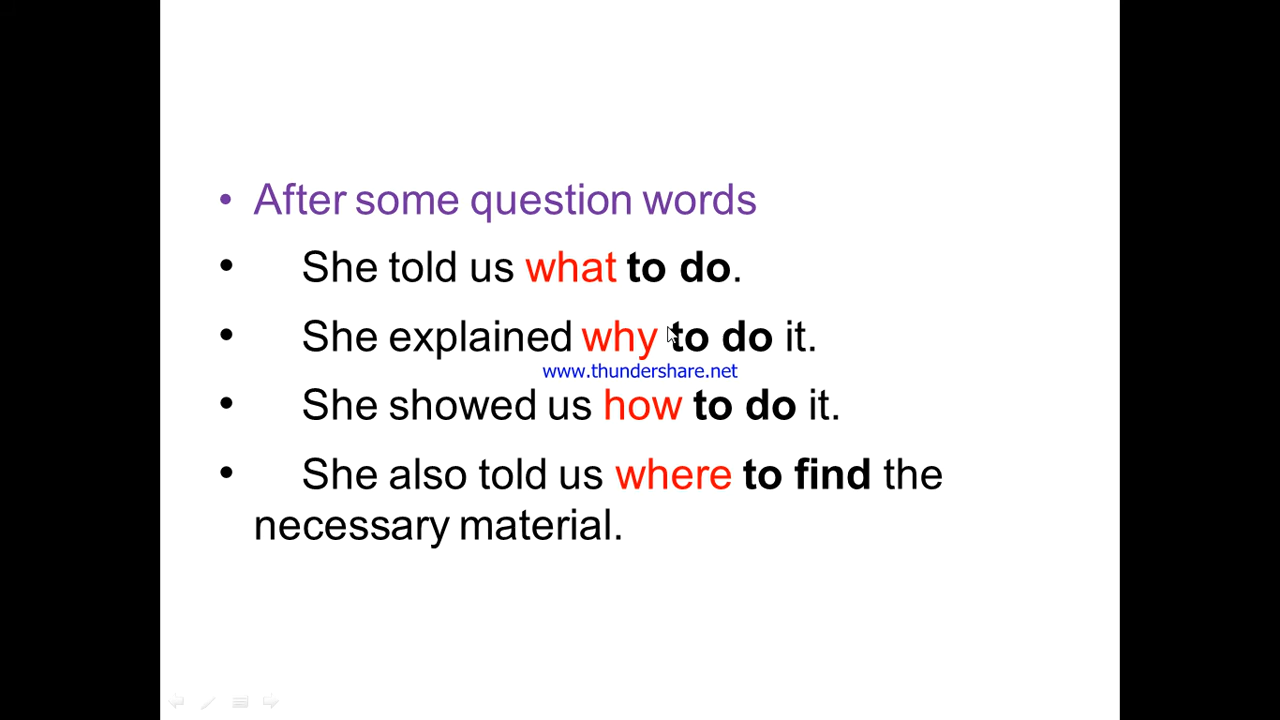 • After some question words
• She told us what to do.
• She explained why to do it.
www.thundershare.net
• She showed us how to do it.
• She also told us where to find the
necessary material.